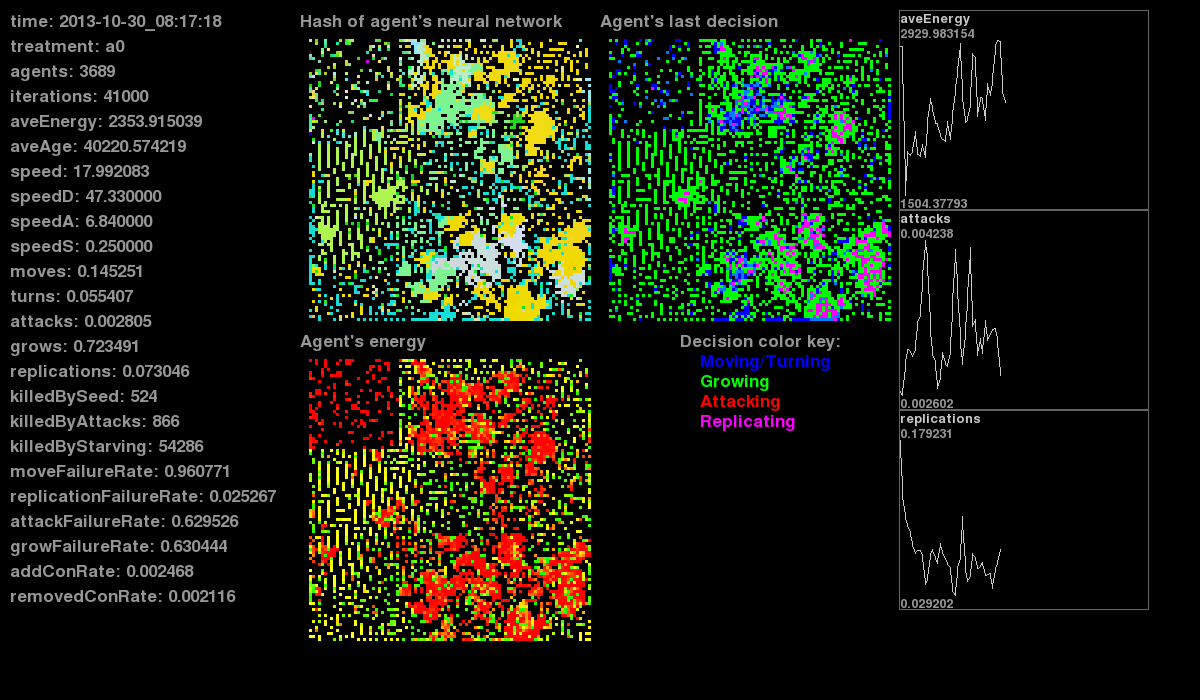 time: 2013-10-30_08:17:18
treatment: a0
agents: 3689
iterations: 41000
aveEnergy: 2353.915039
aveAge: 40220.574219
speed: 17.992083
speedD: 47.330000
speedA: 6.840000
speedS: 0.250000
moves: 0.145251
turns: 0.055407
attacks: 0.002805
grows: 0.723491
replications: 0.073046
killedBySeed: 524
killedByAttacks: 866
killedByStarving: 54286
moveFailureRate: 0.960771
replicationFailureRate: 0.025267
attackFailureRate: 0.629526
growFailureRate: 0.630444
addConRate: 0.002468
removedConRate: 0.002116
Hash of agent's neural network
Agent's last decision
Agent's energy
Decision color key:
Moving/Turning
Growing
Attacking
Replicating
aveEnergy
2929.983154
1504.37793
attacks
0.004238
0.002602
replications
0.179231
0.029202